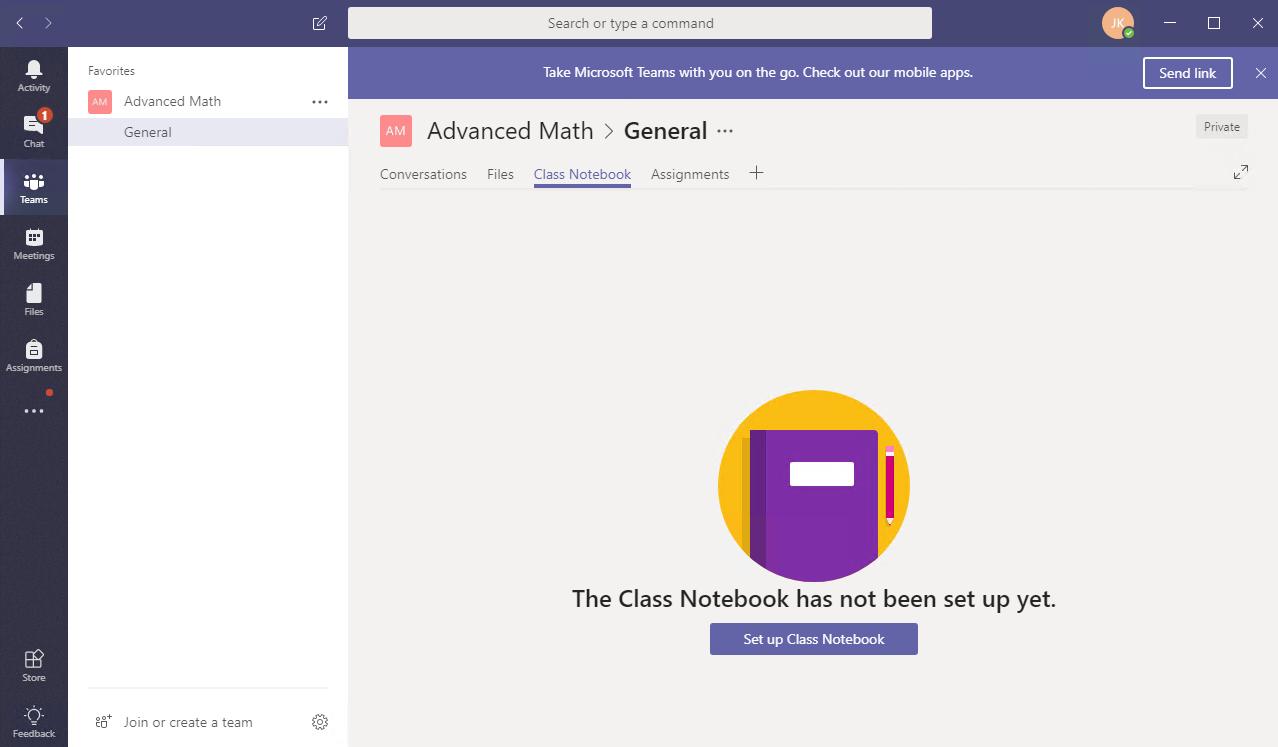 Search or type a command
JK
Activity
1
Chat
Teams
Meetings
Files
Assignments
Store
Feedback
Favorites
AM Advanced Math
General
Join or create a team
Take Microsoft Teams with you on the go. Check out our mobile apps.
Send link
AM Advanced Math > General
Private
Conversations Files Class Notebook Assignments
The Class Notebook has not been set up yet.
Set up Class Notebook